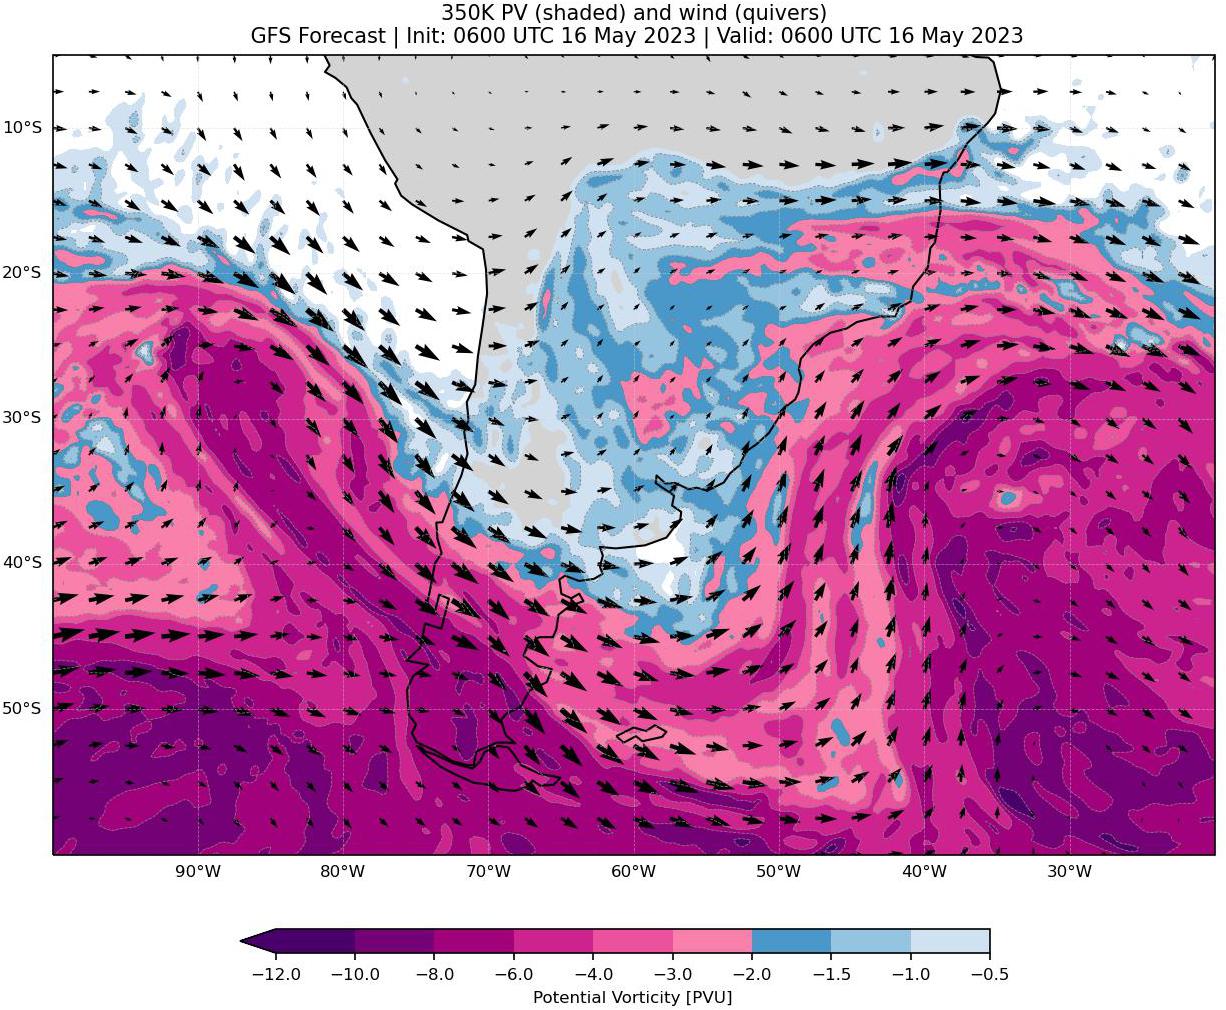 350K PV (shaded) and wind (quivers)
GFS Forecast | Init: 0600 UTC 16 May 2023 | Valid: 0600 UTC 16 May 2023
10°S
20°S
30°S
40°S
50°S
90°W 80°W 70°W 60°W 50°W 40°W 30°W
−12.0 −10.0 −8.0 −6.0 −4.0 −3.0 −2.0 −1.5 −1.0 −0.5
Potential Vorticity [PVU]